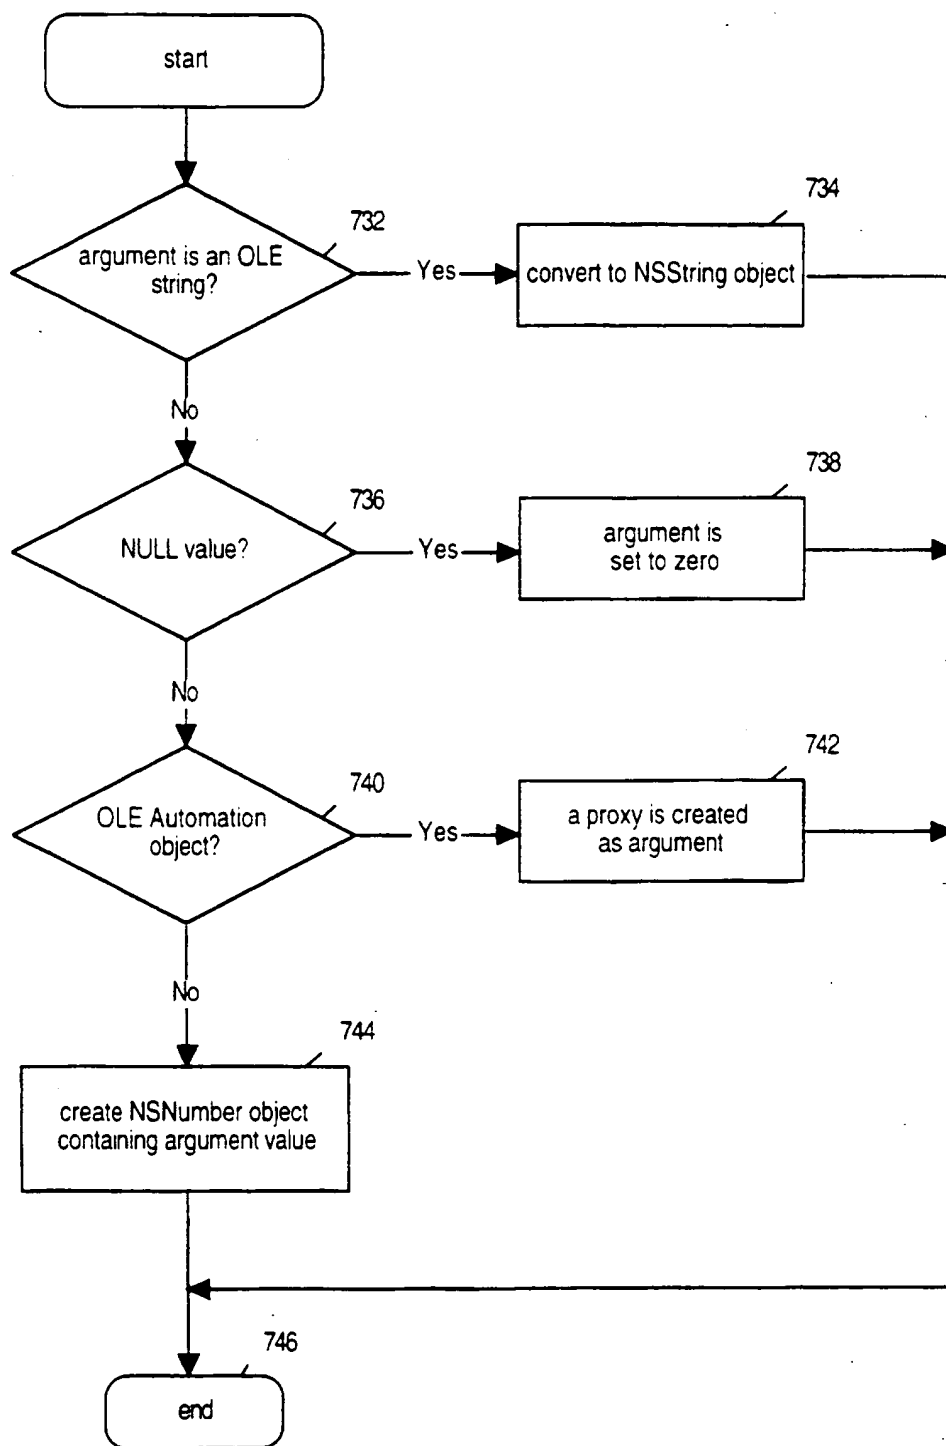 start
732
argument is an OLE
string?
Yes
734
convert to NSString object
No
736
NULL value?
Yes
738
argument is
set to zero
No
740
OLE Automation
object?
Yes
742
a proxy is created
as argument
No
744
create NSNumber object
containing argument value
746
end